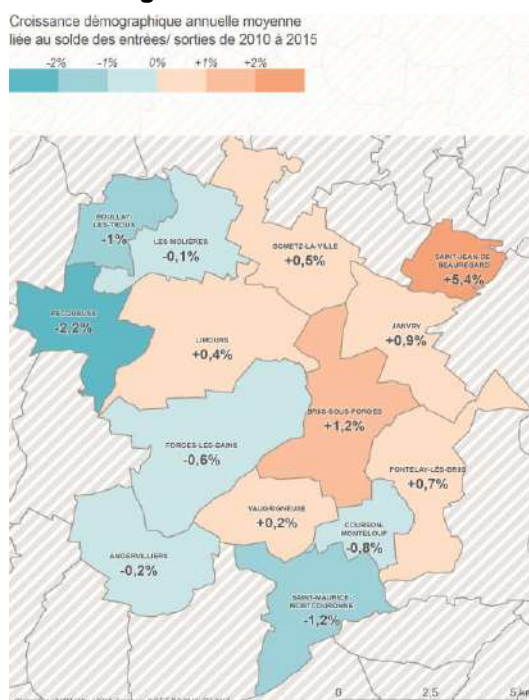 Croissance démographique annuelle moyenne
liée au solde des entrées/ sorties de 2010 à 2015
-2% -1% 0% +1% +2%
BOULLAY-
LES-TROUX
-1%
LES MOLIÈRES
-0,1%
GOMETZ-LA-VILLE
+0,5%
SAINT-JEAN-DE
BEAUREGARD
+5,4%
PECQUEUSE
-2,2%
LIMOURS
+0,4%
JANVRY
+0,9%
BRIIS-SOUS-FORGES
+1,2%
FORGES-LES-BAINS
-0,6%
FONTENAY-LÈS-BRIIS
+0,7%
VAUGRIGNEUSE
+0,2%
COURSON-
MONTELOUP
-0,8%
ANGERVILLIERS
-0,2%
SAINT-MAURICE-
MONTCOURONNE
-1,2%
0 2,5 5 km